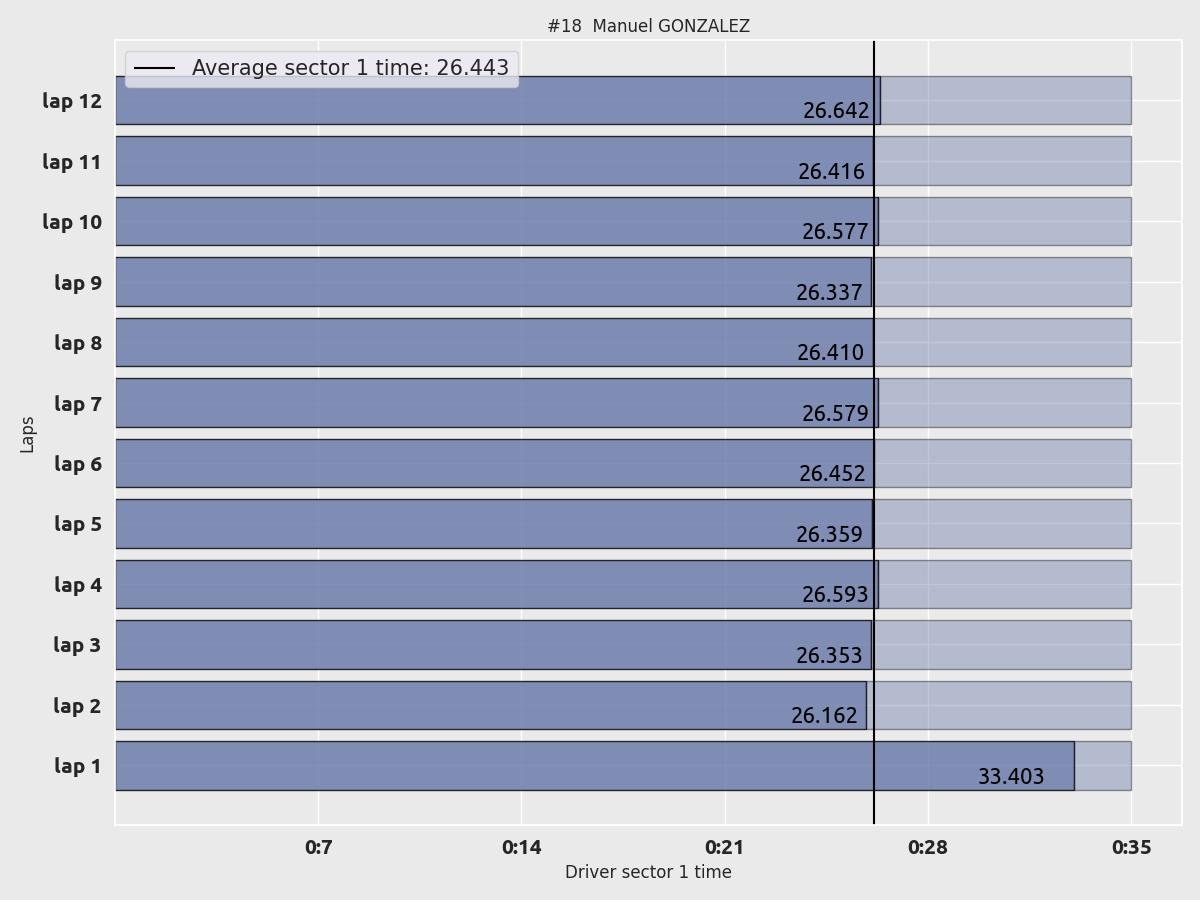 #18  Manuel GONZALEZ
Average sector 1 time: 26.443
lap 12
26.642
lap 11
26.416
lap 10
26.577
lap 9
26.337
lap 8
26.410
lap 7
26.579
lap 6
26.452
lap 5
26.359
lap 4
26.593
lap 3
26.353
lap 2
26.162
lap 1
33.403
Laps
0:7
0:14
0:21
0:28
0:35
Driver sector 1 time